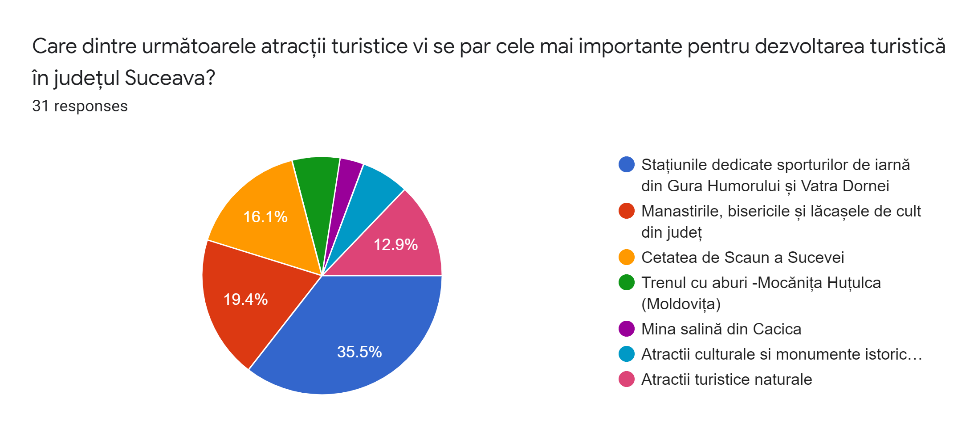 Care dintre următoarele atracții turistice vi se par cele mai importante pentru dezvoltarea turistică
în județul Suceava?
31 responses
16.1%
12.9%
19.4%
35.5%
Stațiunile dedicate sporturilor de iarnă
din Gura Humorului și Vatra Dornei
Manastirile, bisericile și lăcașele de cult
din județ
Cetatea de Scaun a Sucevei
Trenul cu aburi -Mocănița Huțulca
(Moldovița)
Mina salină din Cacica
Atractii culturale si monumente istoric…
Atractii turistice naturale